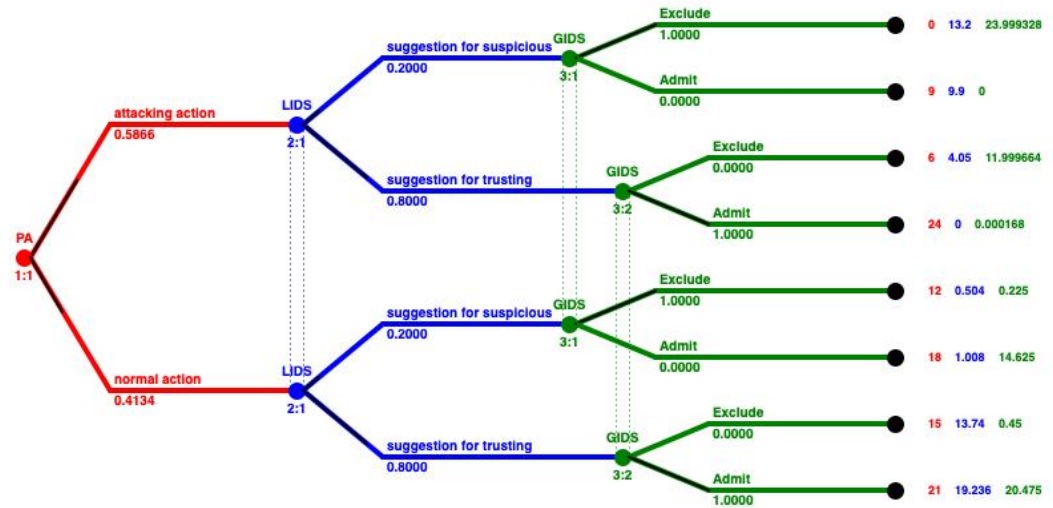 Exclude
1.0000
0 13.2 23.999328
GIDS
3:1
suggestion for suspicious
0.2000
Admit
0.0000
9 9.9 0
LIDS
2:1
attacking action
0.5866
Exclude
0.0000
6 4.05 11.999664
GIDS
3:2
suggestion for trusting
0.8000
Admit
1.0000
24 0 0.000168
PA
1:1
Exclude
1.0000
12 0.504 0.225
GIDS
3:1
suggestion for suspicious
0.2000
Admit
0.0000
18 1.008 14.625
LIDS
2:1
normal action
0.4134
Exclude
0.0000
15 13.74 0.45
GIDS
3:2
suggestion for trusting
0.8000
Admit
1.0000
21 19.236 20.475